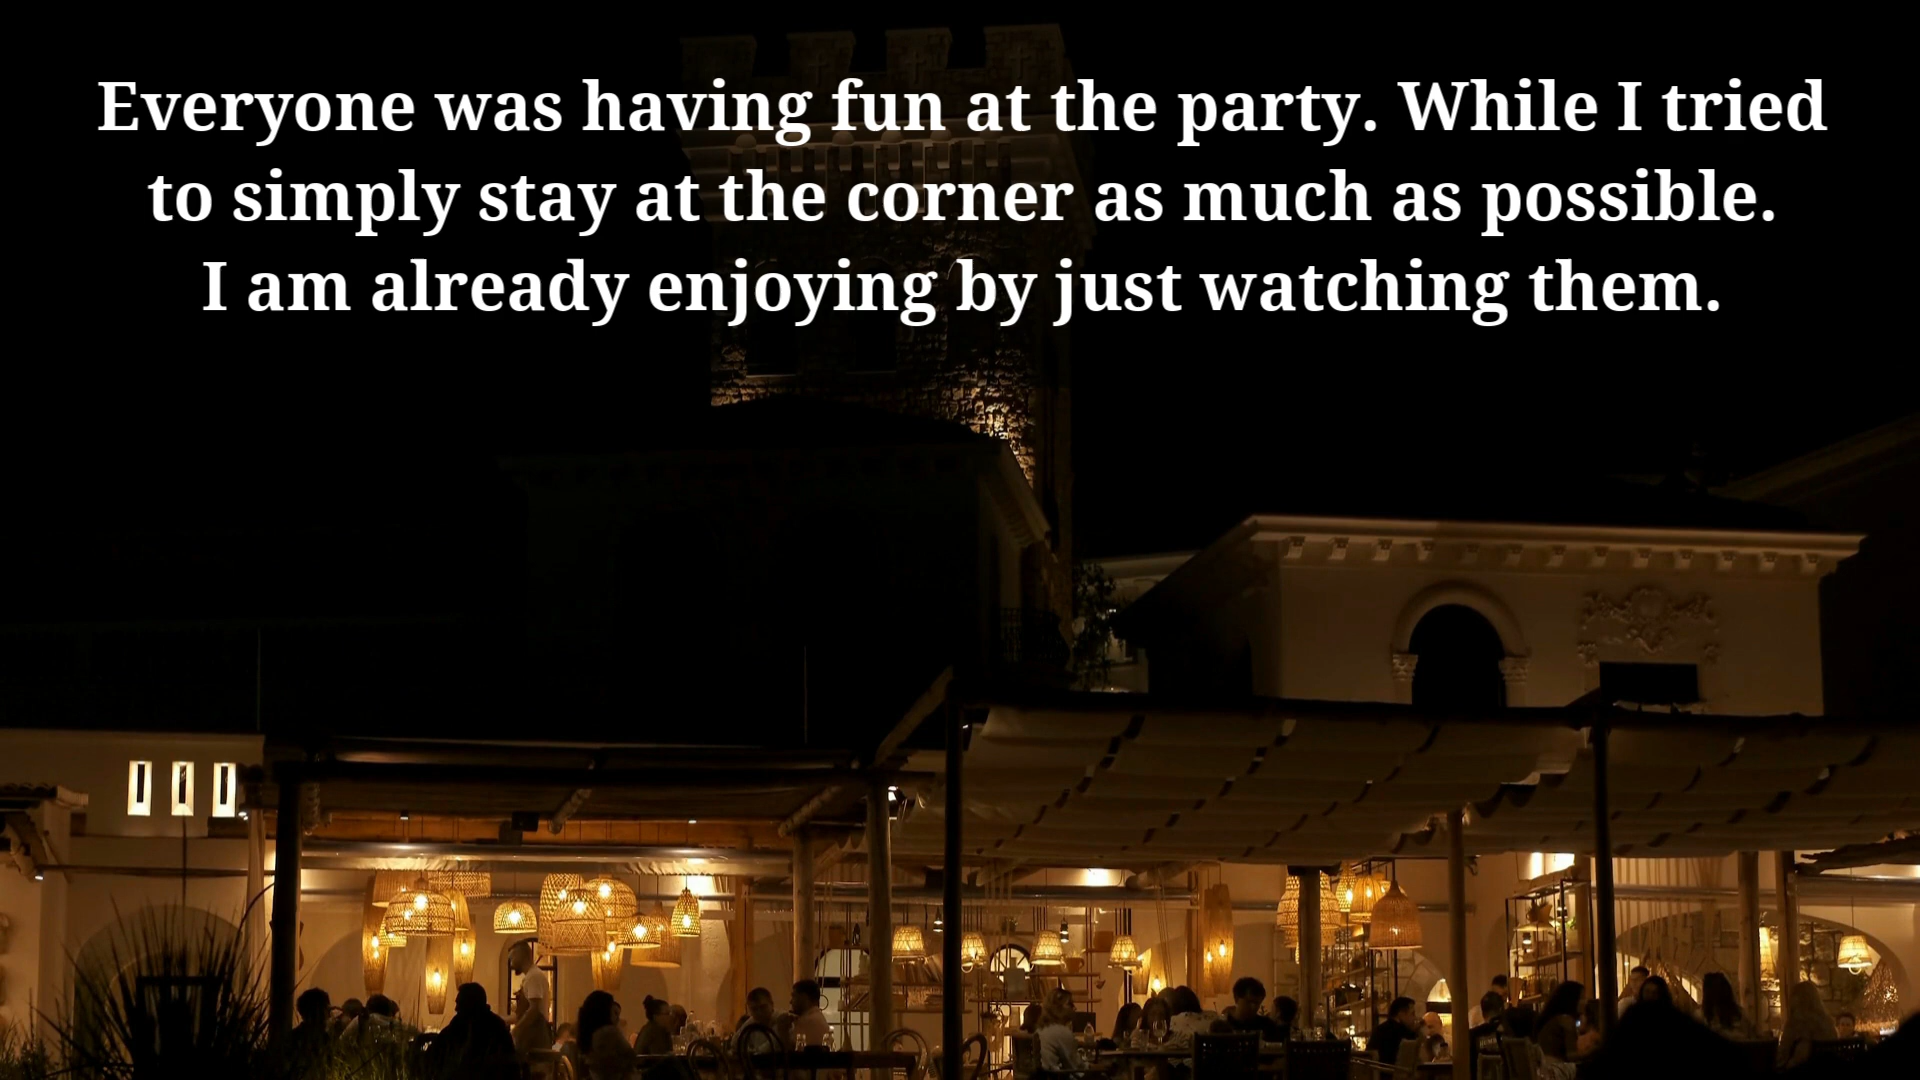 Everyone was having fun at the party. While I tried
to simply stay at the corner as much as possible.
I am already enjoying by just watching them.